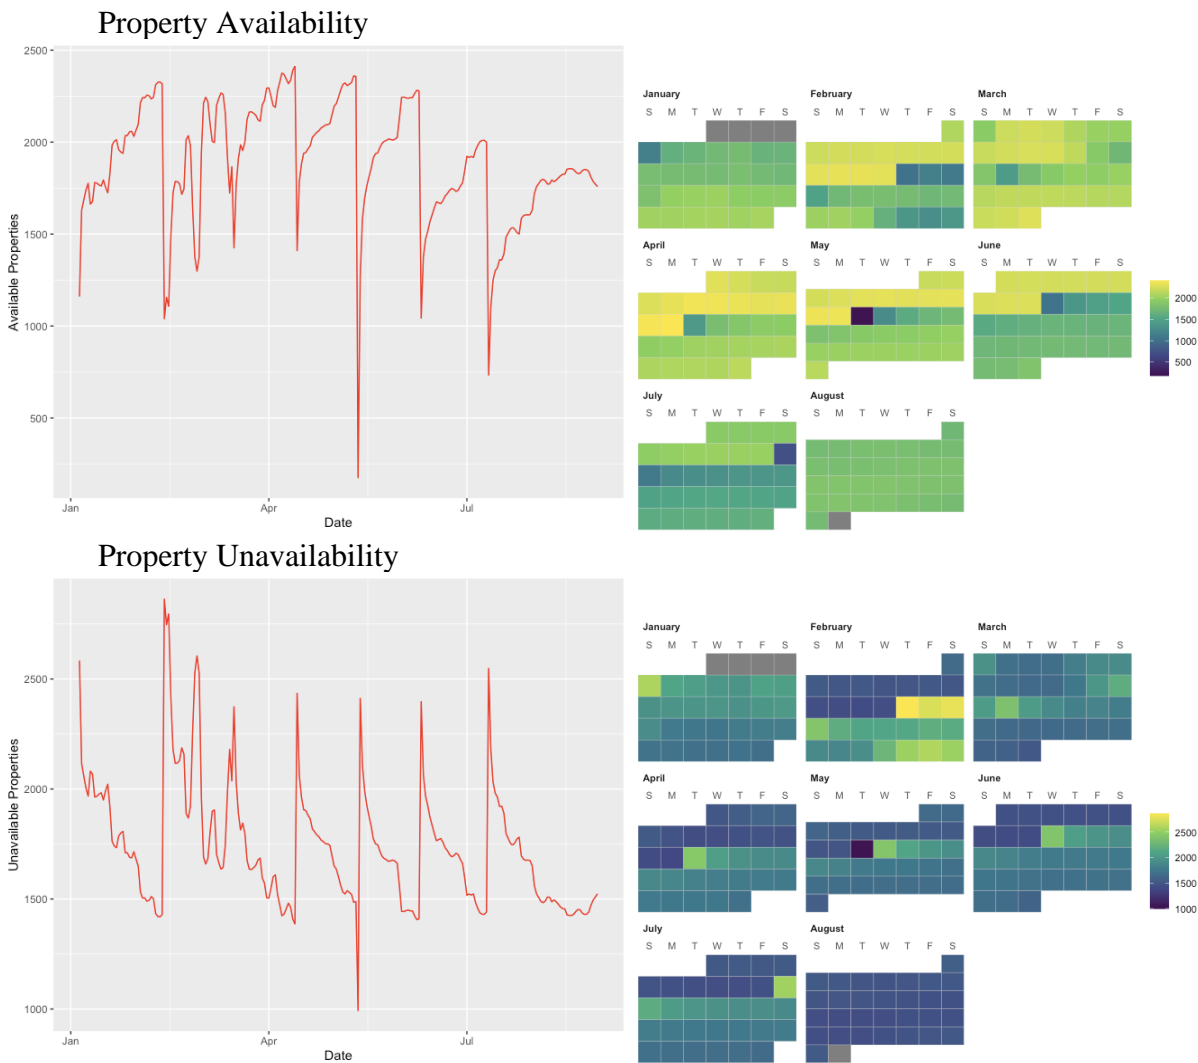 Property Availability
2500
2000
1500
1000
500
Available Properties
Jan
Apr
Jul
Date
January
February
March
S M T W T F S
S M T W T F S
S M T W T F S
April
May
June
S M T W T F S
S M T W T F S
S M T W T F S
July
August
S M T W T F S
S M T W T F S
2000
1500
1000
500
Property Unavailability
2500
2000
1500
1000
Unavailable Properties
Jan
Apr
Jul
Date
January
February
March
S M T W T F S
S M T W T F S
S M T W T F S
April
May
June
S M T W T F S
S M T W T F S
S M T W T F S
July
August
S M T W T F S
S M T W T F S
2500
2000
1500
1000